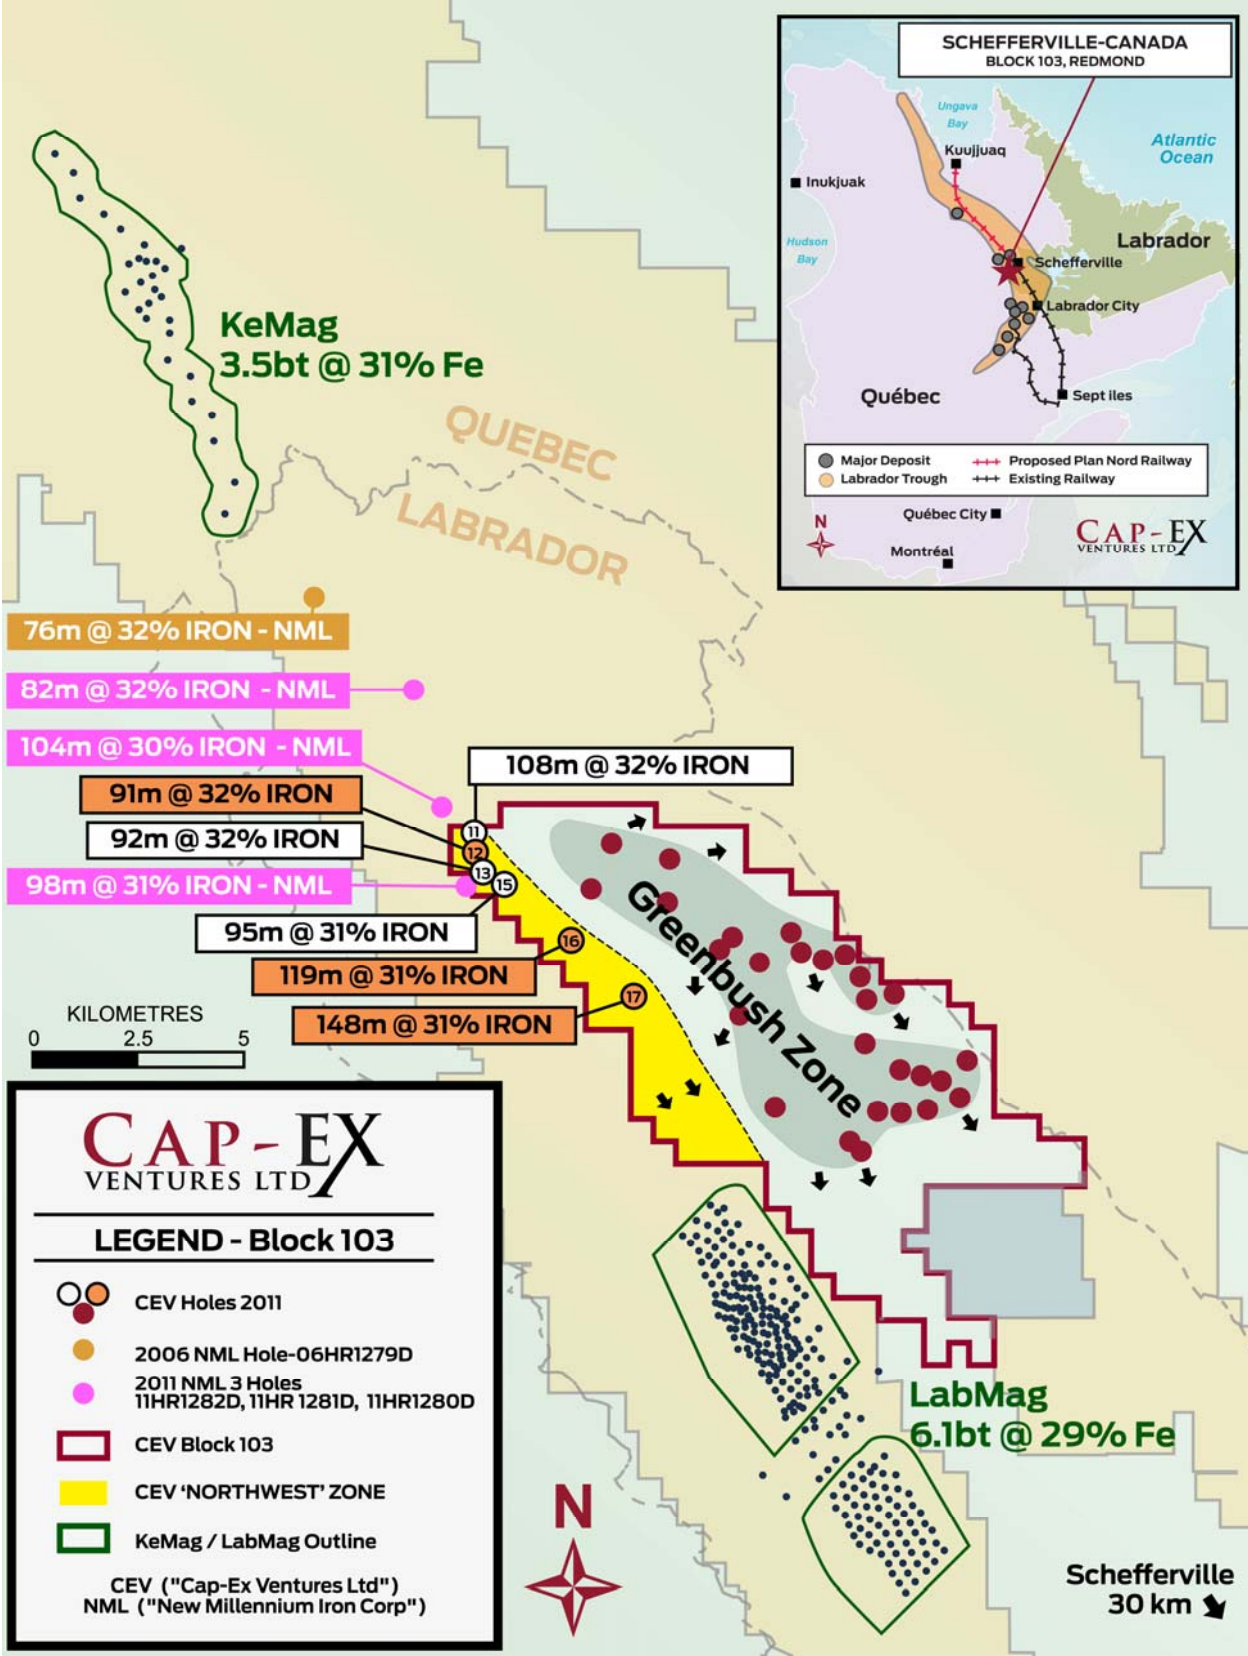 SCHEFFERVILLE-CANADA
BLOCK 103, REDMOND
Ungava
Bay
Atlantic
Ocean
Kuujjuaq
Inukjuak
Hudson
Bay
Labrador
Schefferville
Labrador City
Québec
Sept iles
Major Deposit
Proposed Plan Nord Railway
Labrador Trough
Existing Railway
Québec City
N
Montréal
CAP-EX
VENTURES LTD
KeMag
3.5bt @ 31% Fe
QUEBEC
LABRADOR
76m @ 32% IRON - NML
82m @ 32% IRON - NML
104m @ 30% IRON - NML
108m @ 32% IRON
91m @ 32% IRON
92m @ 32% IRON
98m @ 31% IRON - NML
95m @ 31% IRON
119m @ 31% IRON
148m @ 31% IRON
11
12
13
15
16
17
Greenbush Zone
KILOMETRES
0 2.5 5
CAP-EX
VENTURES LTD
LEGEND - Block 103
CEV Holes 2011
2006 NML Hole-06HR1279D
2011 NML 3 Holes
11HR1282D, 11HR 1281D, 11HR1280D
CEV Block 103
CEV ‘NORTHWEST’ ZONE
KeMag / LabMag Outline
CEV ("Cap-Ex Ventures Ltd")
NML ("New Millennium Iron Corp")
LabMag
6.1bt @ 29% Fe
N
Schefferville
30 km